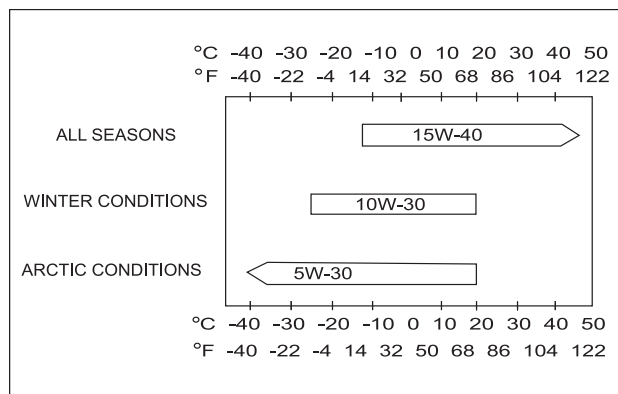 °C -40 -30 -20 -10 0 10 20 30 40 50
°F -40 -22 -4 14 32 50 68 86 104 122
ALL SEASONS 15W-40
WINTER CONDITIONS 10W-30
ARCTIC CONDITIONS 5W-30
°C -40 -30 -20 -10 0 10 20 30 40 50
°F -40 -22 -4 14 32 50 68 86 104 122